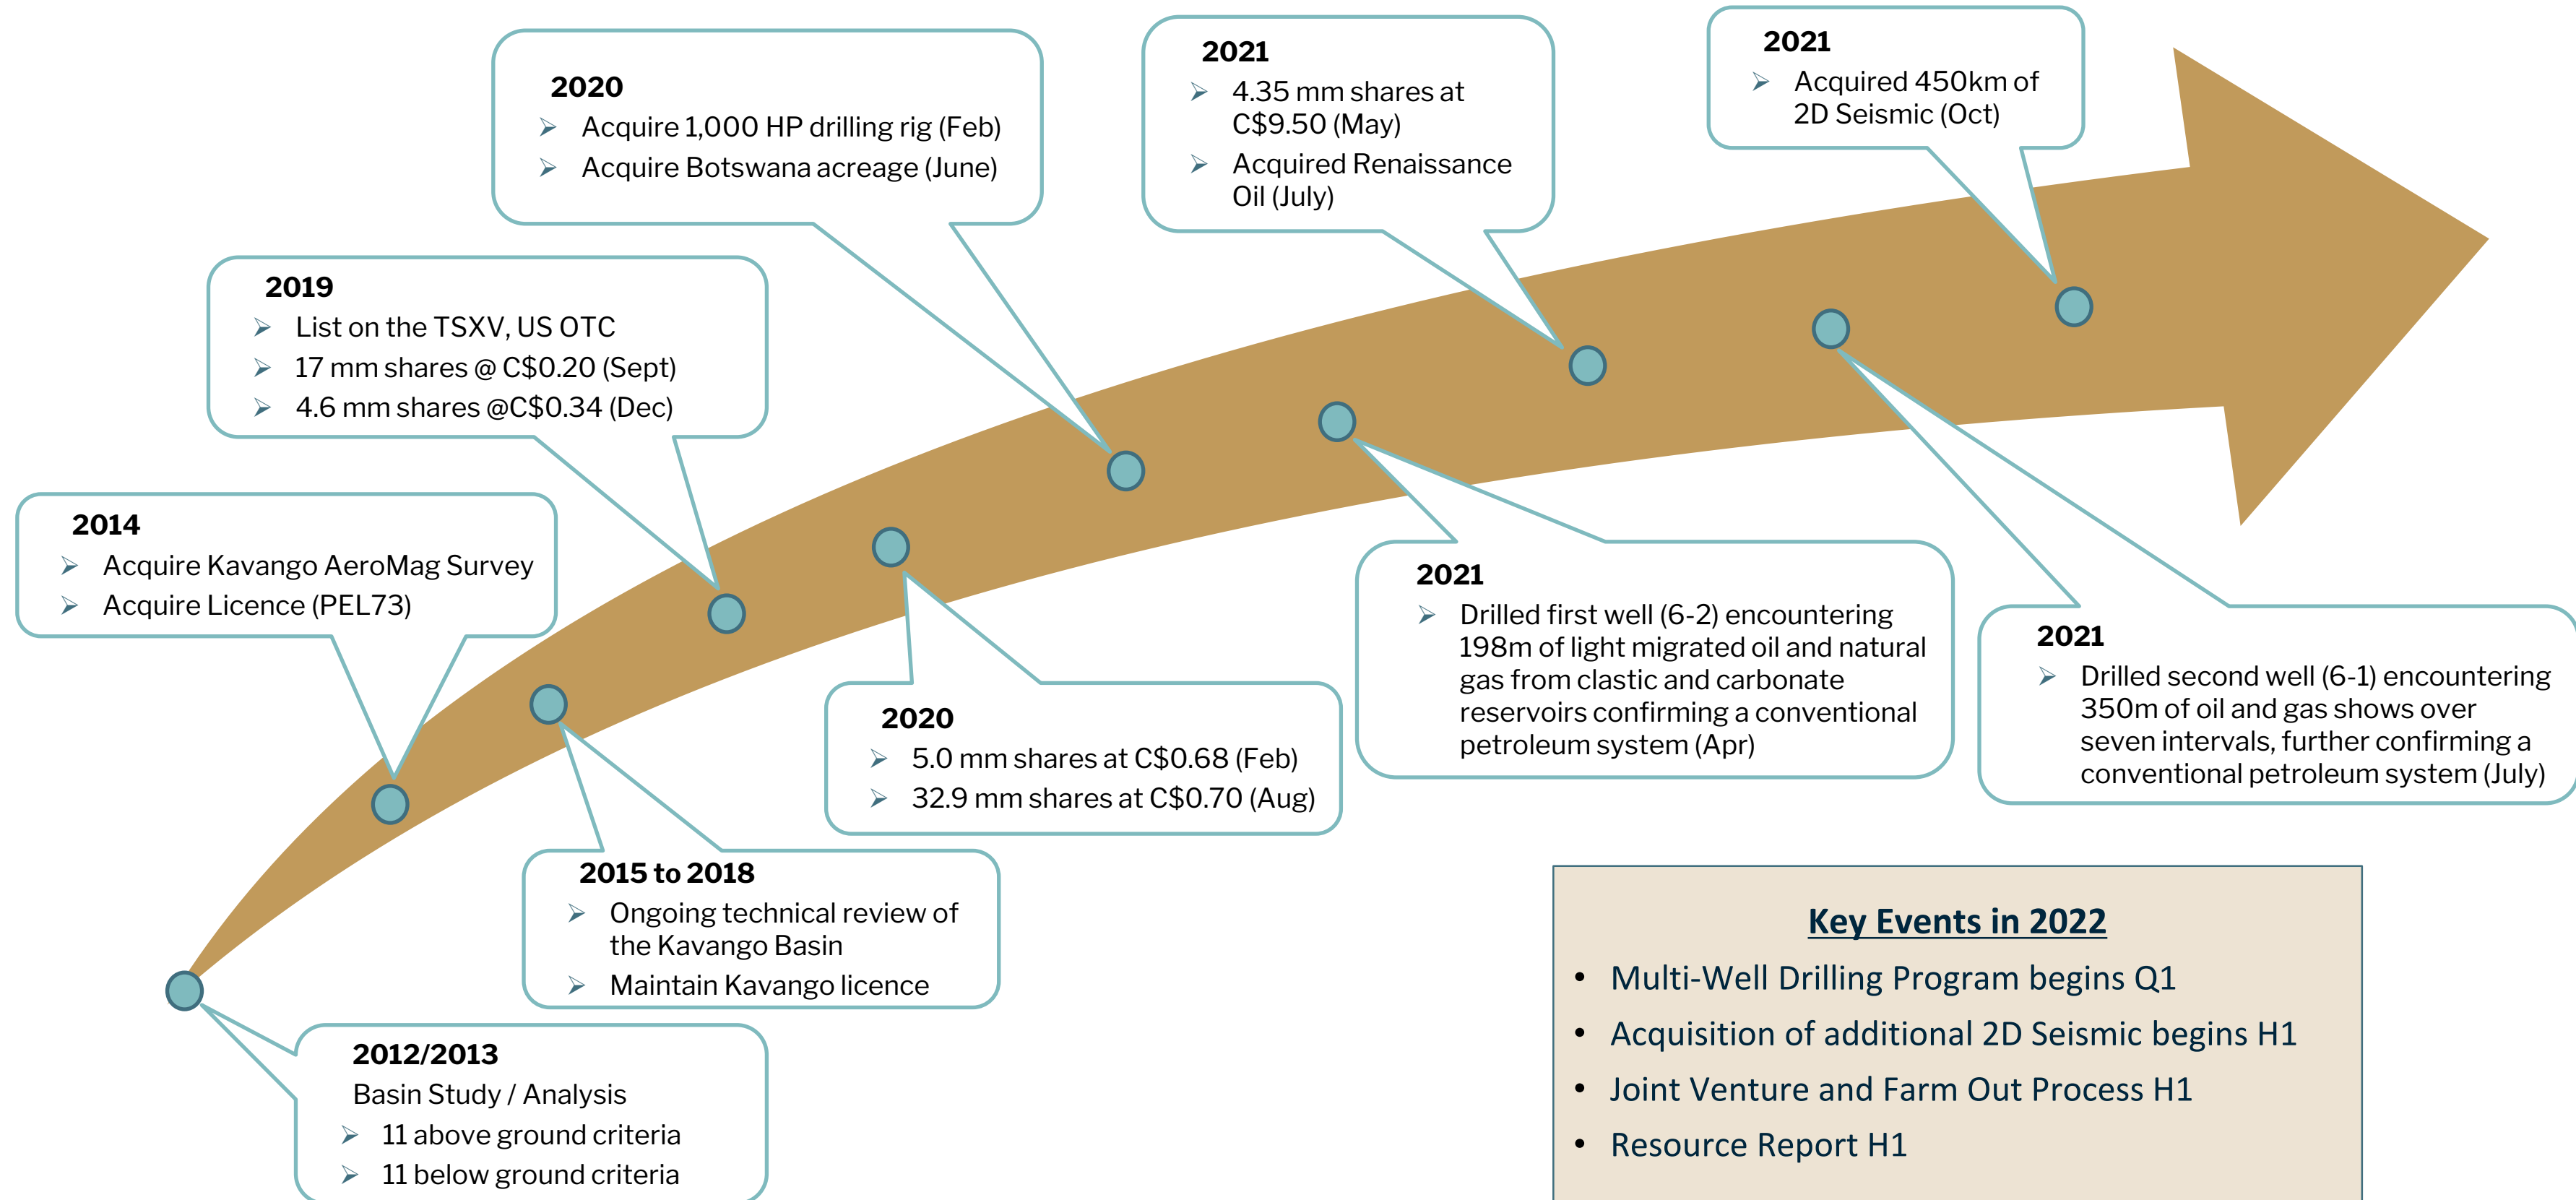 2012/2013
Basin Study / Analysis
➢ 11 above ground criteria
➢ 11 below ground criteria
2014
➢ Acquire Kavango AeroMag Survey
➢ Acquire Licence (PEL73)
2015 to 2018
➢ Ongoing technical review of
the Kavango Basin
➢ Maintain Kavango licence
2019
➢ List on the TSXV, US OTC
➢ 17 mm shares @ C$0.20 (Sept)
➢ 4.6 mm shares @C$0.34 (Dec)
2020
➢ 5.0 mm shares at C$0.68 (Feb)
➢ 32.9 mm shares at C$0.70 (Aug)
2020
➢ Acquire 1,000 HP drilling rig (Feb)
➢ Acquire Botswana acreage (June)
2021
➢ Drilled first well (6-2) encountering
198m of light migrated oil and natural
gas from clastic and carbonate
reservoirs confirming a conventional
petroleum system (Apr)
2021
➢ 4.35 mm shares at
C$9.50 (May)
➢ Acquired Renaissance
Oil (July)
2021
➢ Drilled second well (6-1) encountering
350m of oil and gas shows over
seven intervals, further confirming a
conventional petroleum system (July)
2021
➢ Acquired 450km of
2D Seismic (Oct)
Key Events in 2022
• Multi-Well Drilling Program begins Q1
• Acquisition of additional 2D Seismic begins H1
• Joint Venture and Farm Out Process H1
• Resource Report H1